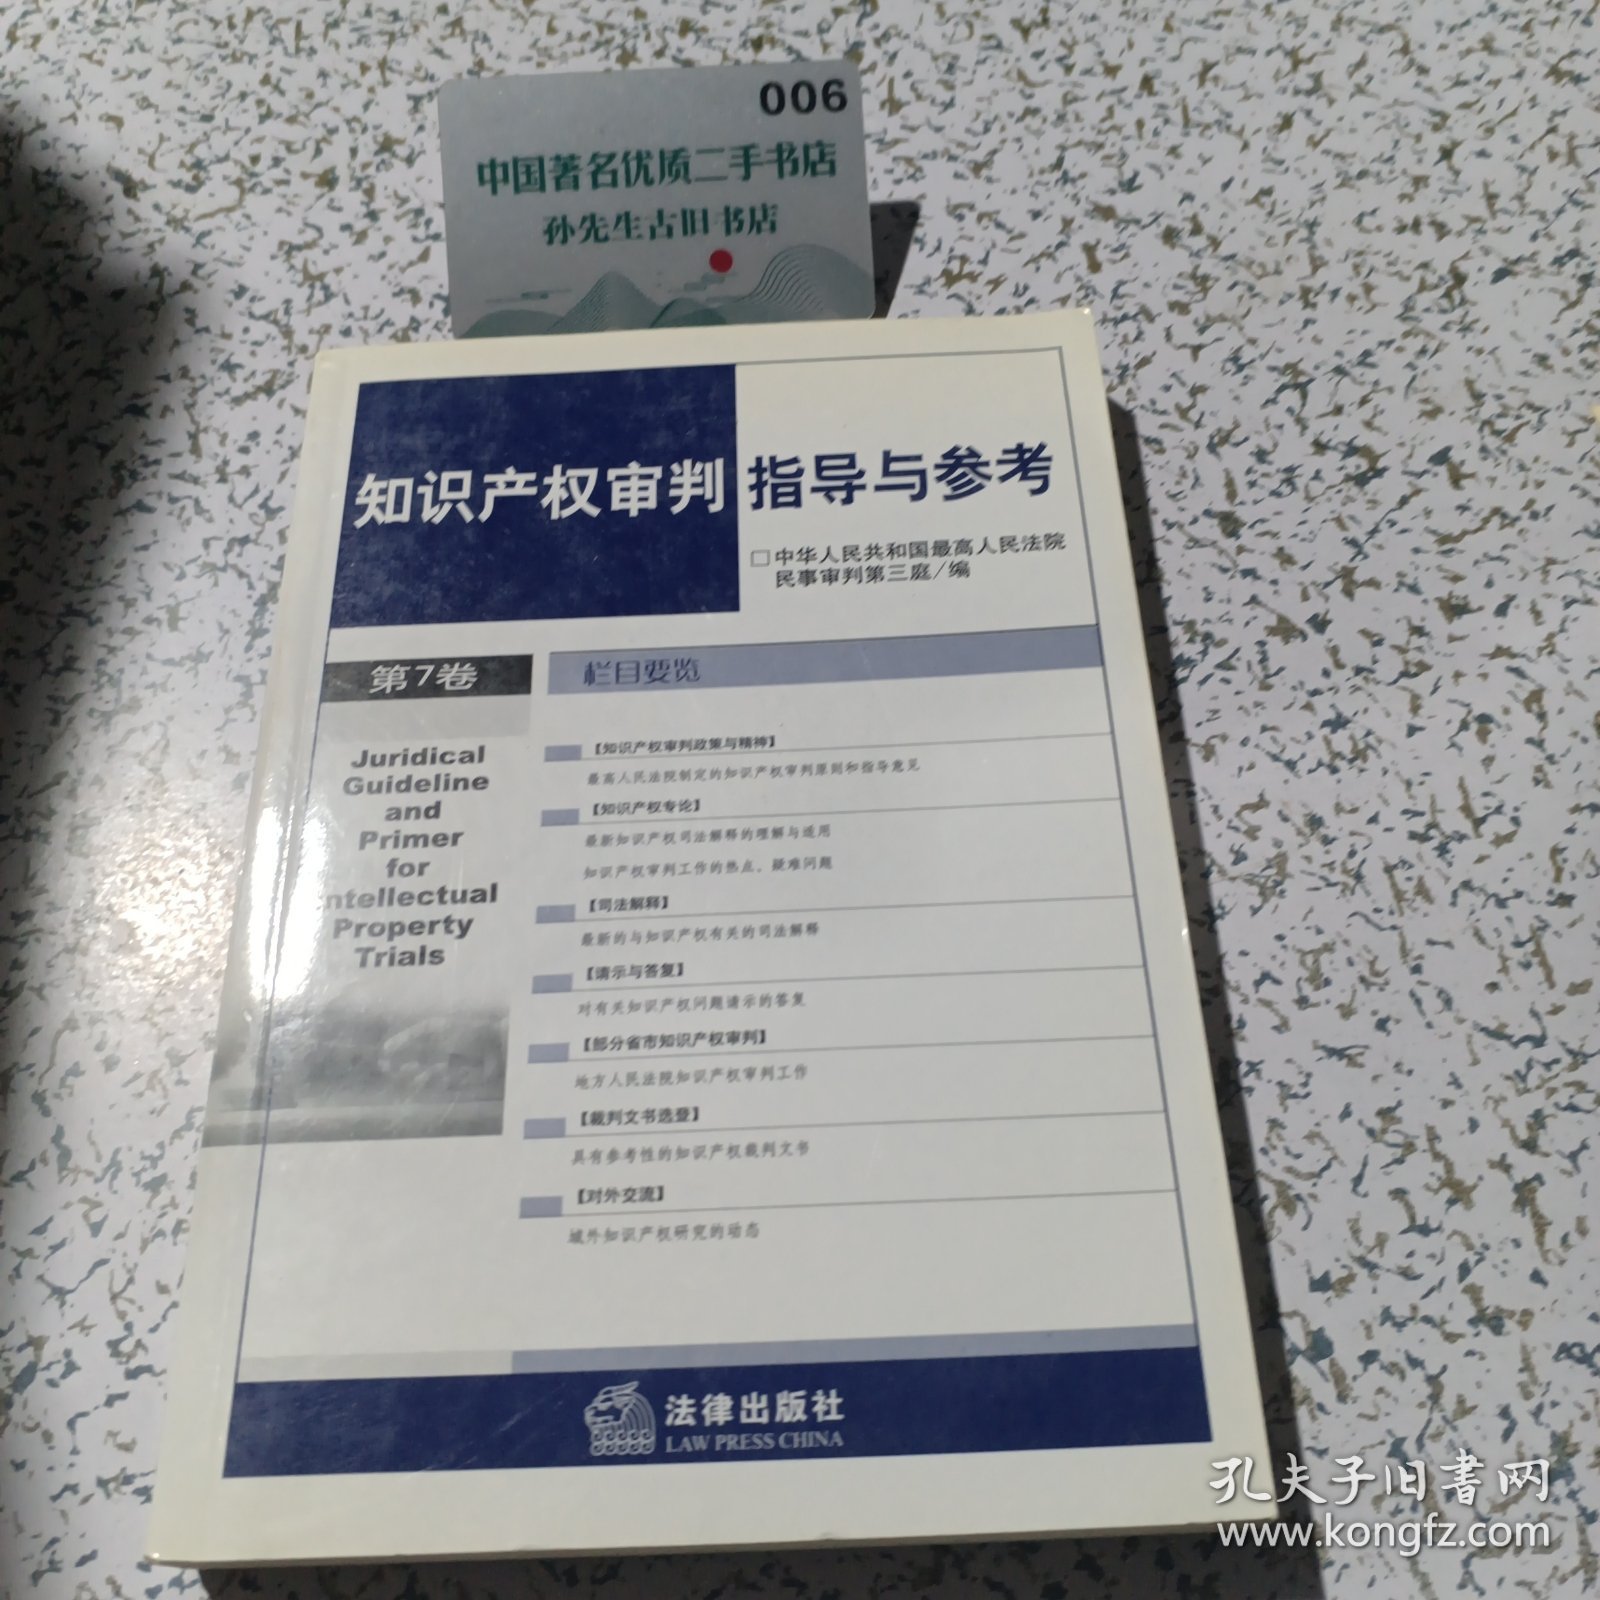 006
中国著名优质二手书店
孙先生古旧书店
知识产权审判 指导与参考
□中华人民共和国最高人民法院
民事审判第三庭/编
第7卷
栏目要览
Juridical
Guideline
and
Primer
for
ntellectual
Property
Trials
【知识产权审判政策与精神】
最高人民法院制定的知识产权审判原则和指导意见
【知识产权专论】
最新知识产权司法解释的理解与适用
知识产权审判工作的热点、疑难问题
【司法解释】
最新的与知识产权有关的司法解释
【请示与答复】
对有关知识产权问题请示的答复
【部分省市知识产权审判】
地方人民法院知识产权审判工作
【裁判文书选登】
具有参考性的知识产权裁判文书
【对外交流】
域外知识产权研究的动态
法律出版社
LAW PRESS CHINA
孔夫子旧书网
www.kongfz.com